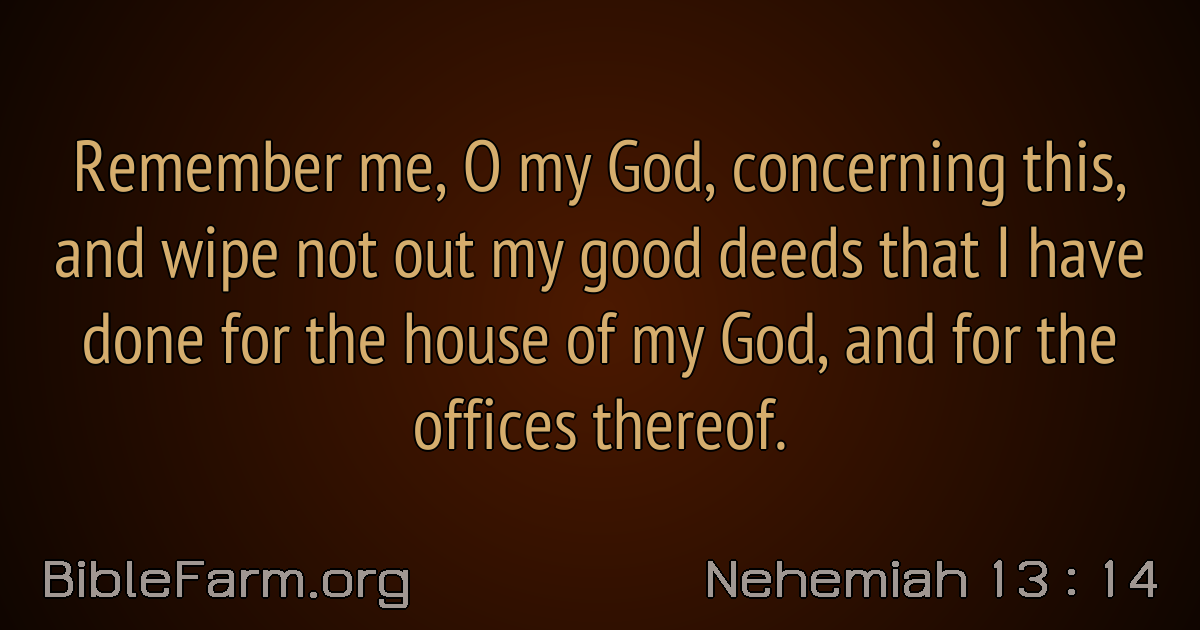 Remember me, O my God, concerning this,
and wipe not out my good deeds that I have
done for the house of my God, and for the
offices thereof.
BibleFarm.org
Nehemiah 13 : 14